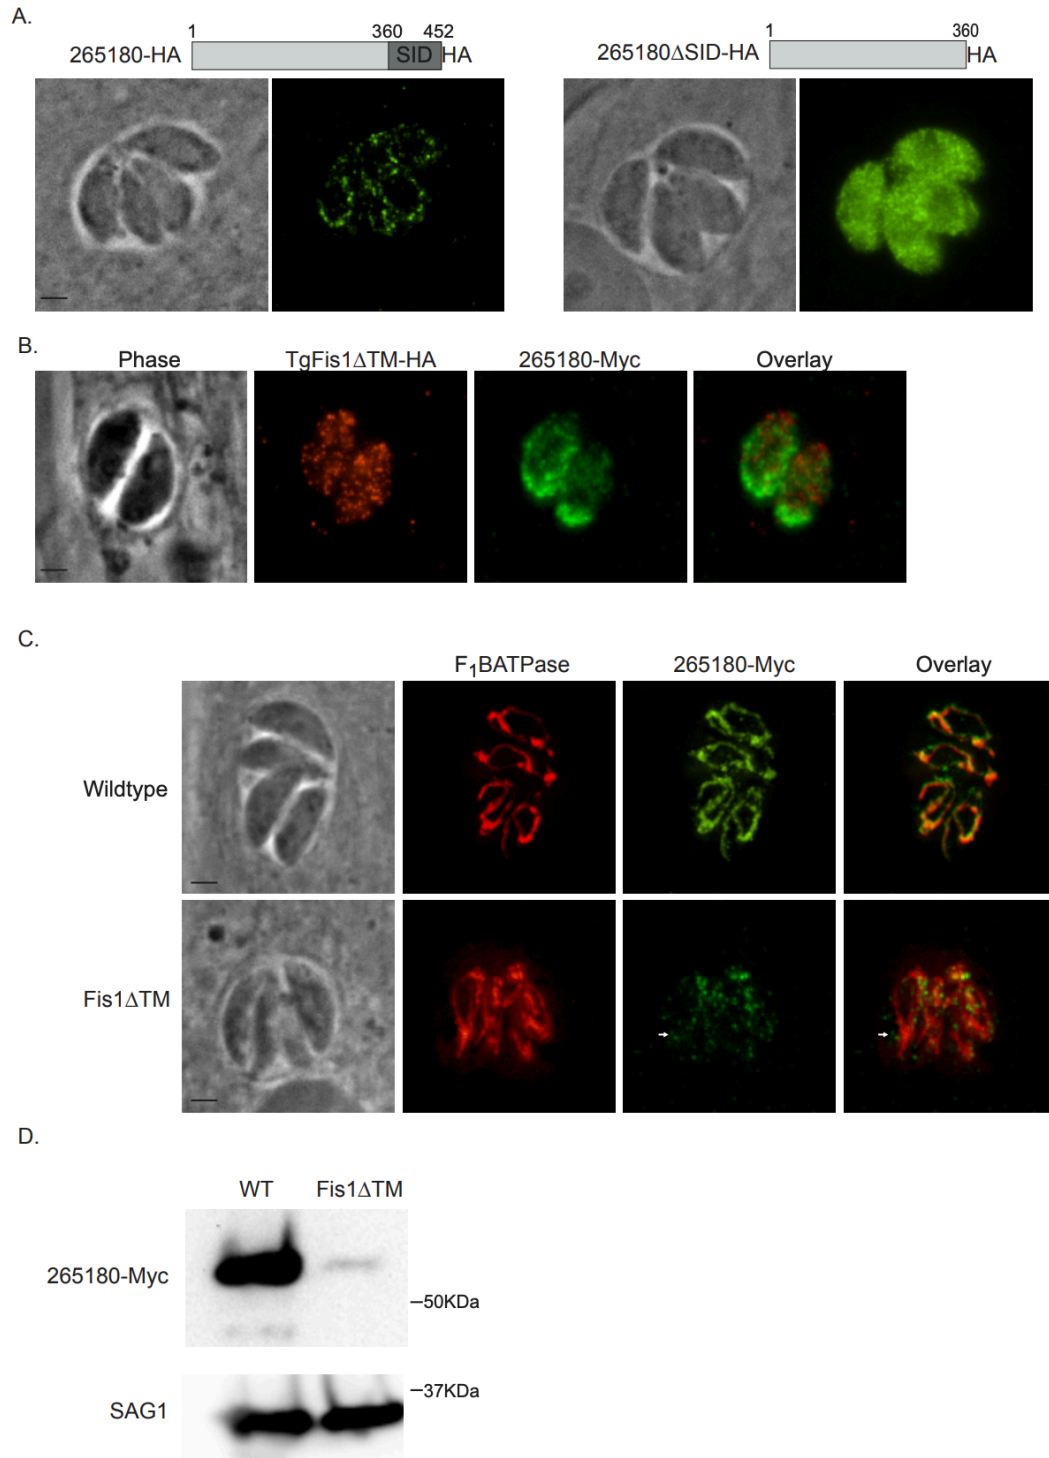 A.
1 360 452
265180-HA SID HA
1 360
265180ΔSID-HA HA
B.
Phase TgFis1ΔTM-HA 265180-Myc Overlay
C.
F1BATPase 265180-Myc Overlay
Wildtype
Fis1ΔTM
D.
WT Fis1ΔTM
265180-Myc
–50KDa
–37KDa
SAG1